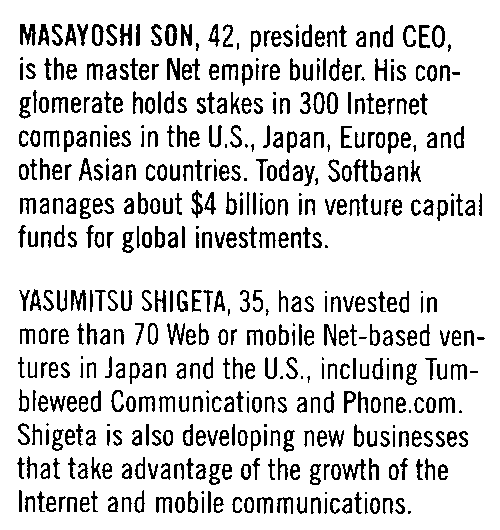 MASAYOSHI SON, 42, president and CEO,
is the master Net empire builder. His con-
glomerate holds stakes in 300 Internet
companies in the U.S., Japan, Europe, and
other Asian countries. Today, Softbank
manages about $4 billion in venture capital
funds for global investments.

YASUMITSU SHIGETA, 35, has invested in
more than 70 Web or mobile Net-based ven-
tures in Japan and the U.S., including Tum-
bleweed Communications and Phone.com.
Shigeta is also developing new businesses
that take advantage of the growth of the
Internet and mobile communications.